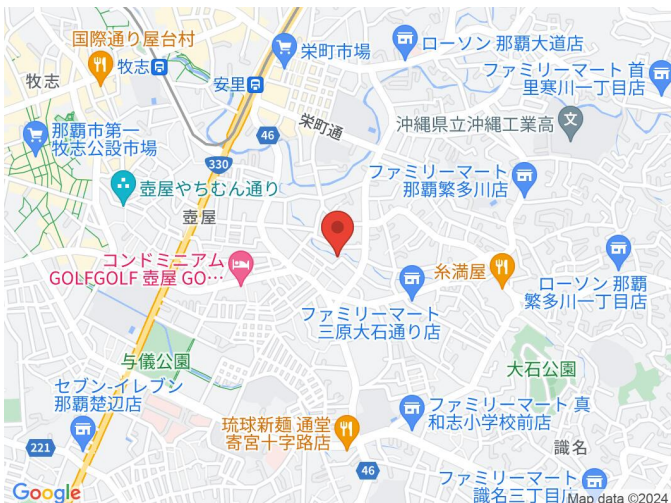 国際通り屋台村
牧志
牧志
栄町市場
ローソン 那覇大道店
安里
ファミリーマート 首
里寒川一丁目店
那覇市第一
牧志公設市場
46
栄町通
沖縄県立沖縄工業高
文
330
ファミリーマート
那覇繁多川店
壺屋やちむん通り
壺屋
コンドミニアム
GOLFGOLF 壺屋 GO…
糸満屋
ローソン 那覇
繁多川一丁目店
ファミリーマート
三原大石通り店
与儀公園
大石公園
セブン-イレブン
那覇楚辺店
琉球新麺 通堂
寄宮十字路店
ファミリーマート 真
和志小学校前店
221
識名
46
ファミリーマート
識名三丁目店
Google
Map data ©2024